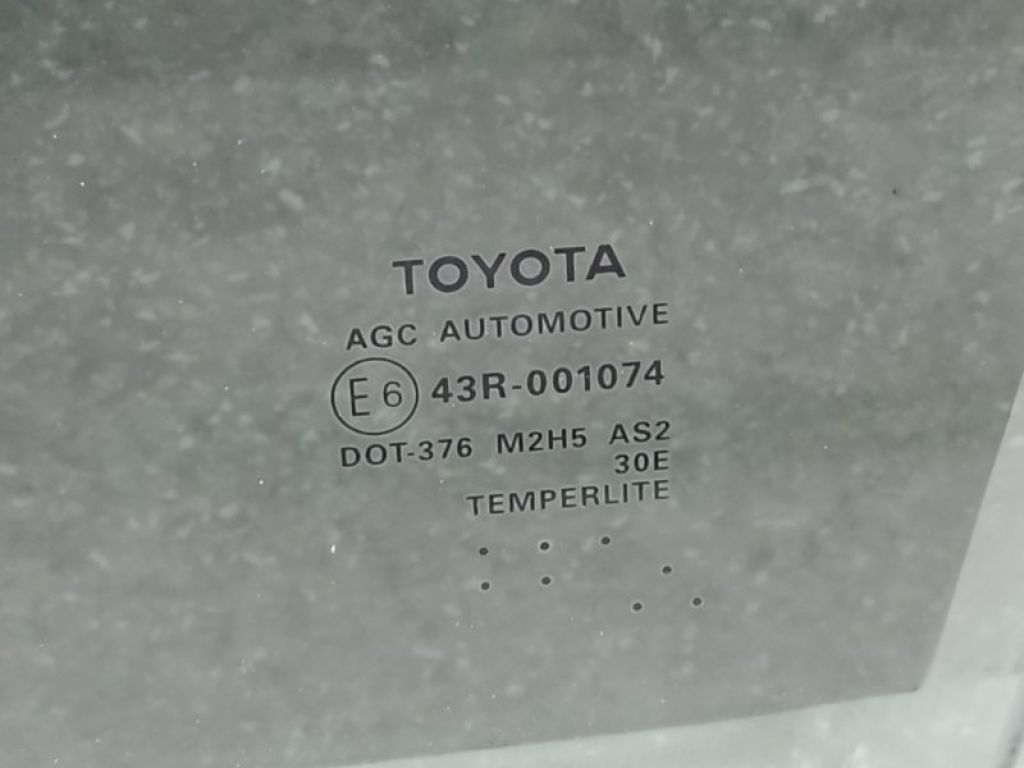 TOYOTA
AGC AUTOMOTIVE
E6 43R-001074
DOT-376 M2H5 AS2
30E
TEMPERLITE